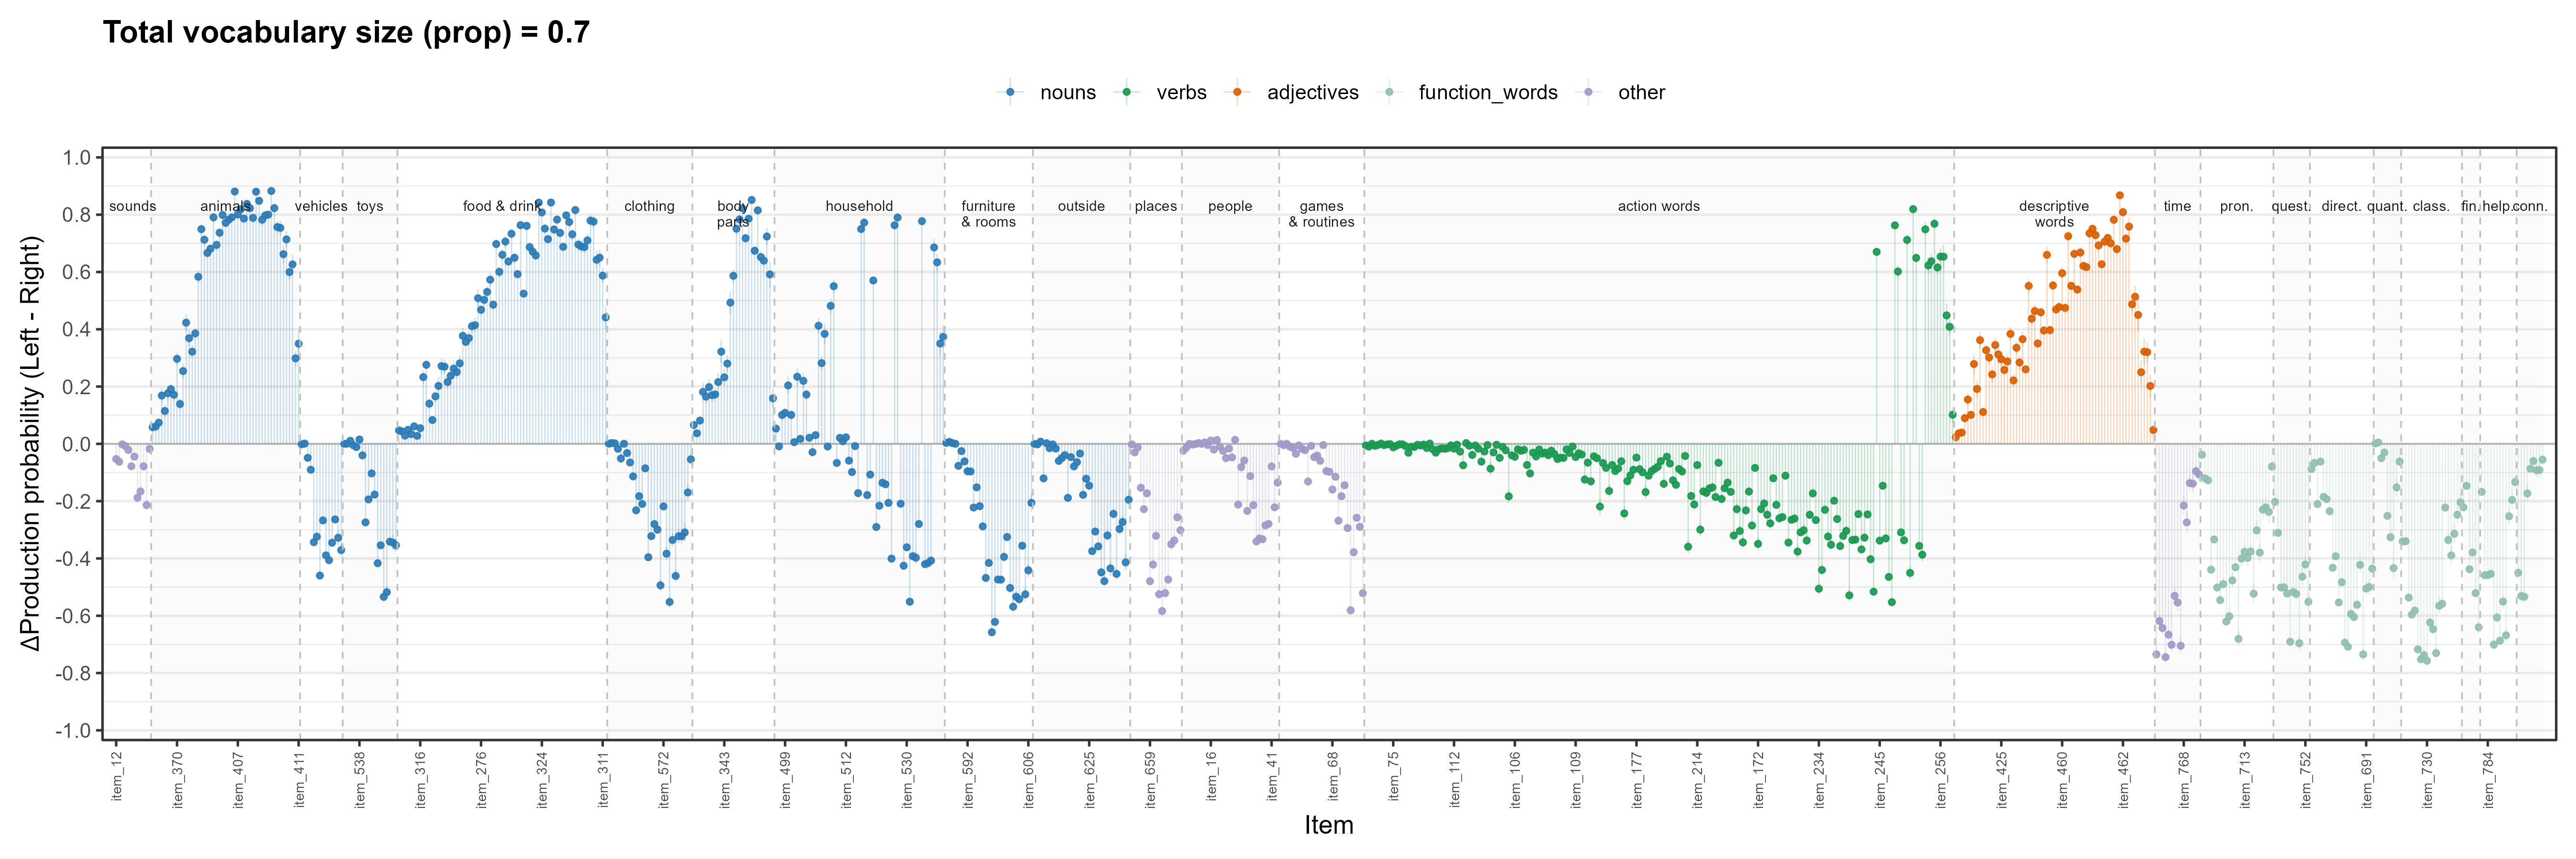 Total vocabulary size (prop) = 0.7
nouns verbs adjectives function_words other
ΔProduction probability (Left - Right)
1.0
0.8
0.6
0.4
0.2
0.0
-0.2
-0.4
-0.6
-0.8
-1.0
sounds animals vehicles toys food & drink clothing body parts household furniture & rooms outside places people games & routines action words descriptive words time pron. quest. direct. quant. class. fin. help. conn.
item_12 item_370 item_407 item_411 item_538 item_316 item_276 item_324 item_311 item_572 item_343 item_499 item_512 item_530 item_592 item_606 item_625 item_658 item_16 item_41 item_68 item_75 item_112 item_106 item_109 item_177 item_214 item_172 item_234 item_245 item_256 item_425 item_460 item_462 item_768 item_713 item_752 item_691 item_730 item_784
Item